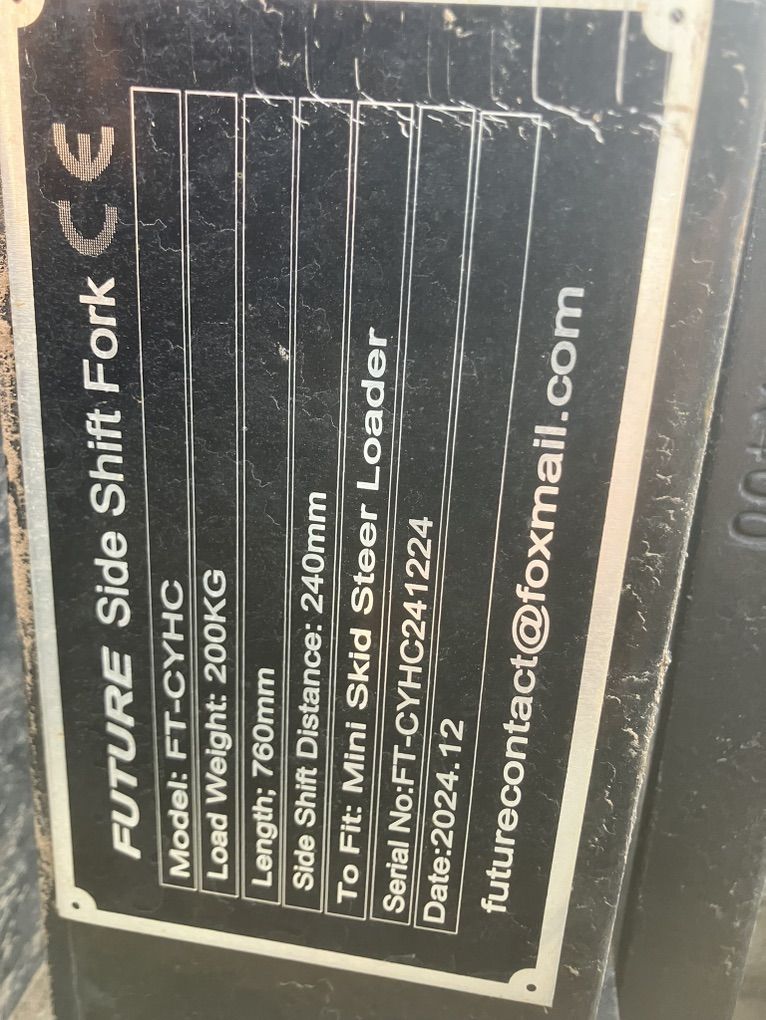 FUTURE Side Shift Fork CE
Model: FT-CYHC
Load Weight: 200KG
Length; 760mm
Side Shift Distance: 240mm
To Fit: Mini Skid Steer Loader
Serial No:FT-CYHC241224
Date:2024.12
futurecontact@foxmail.com